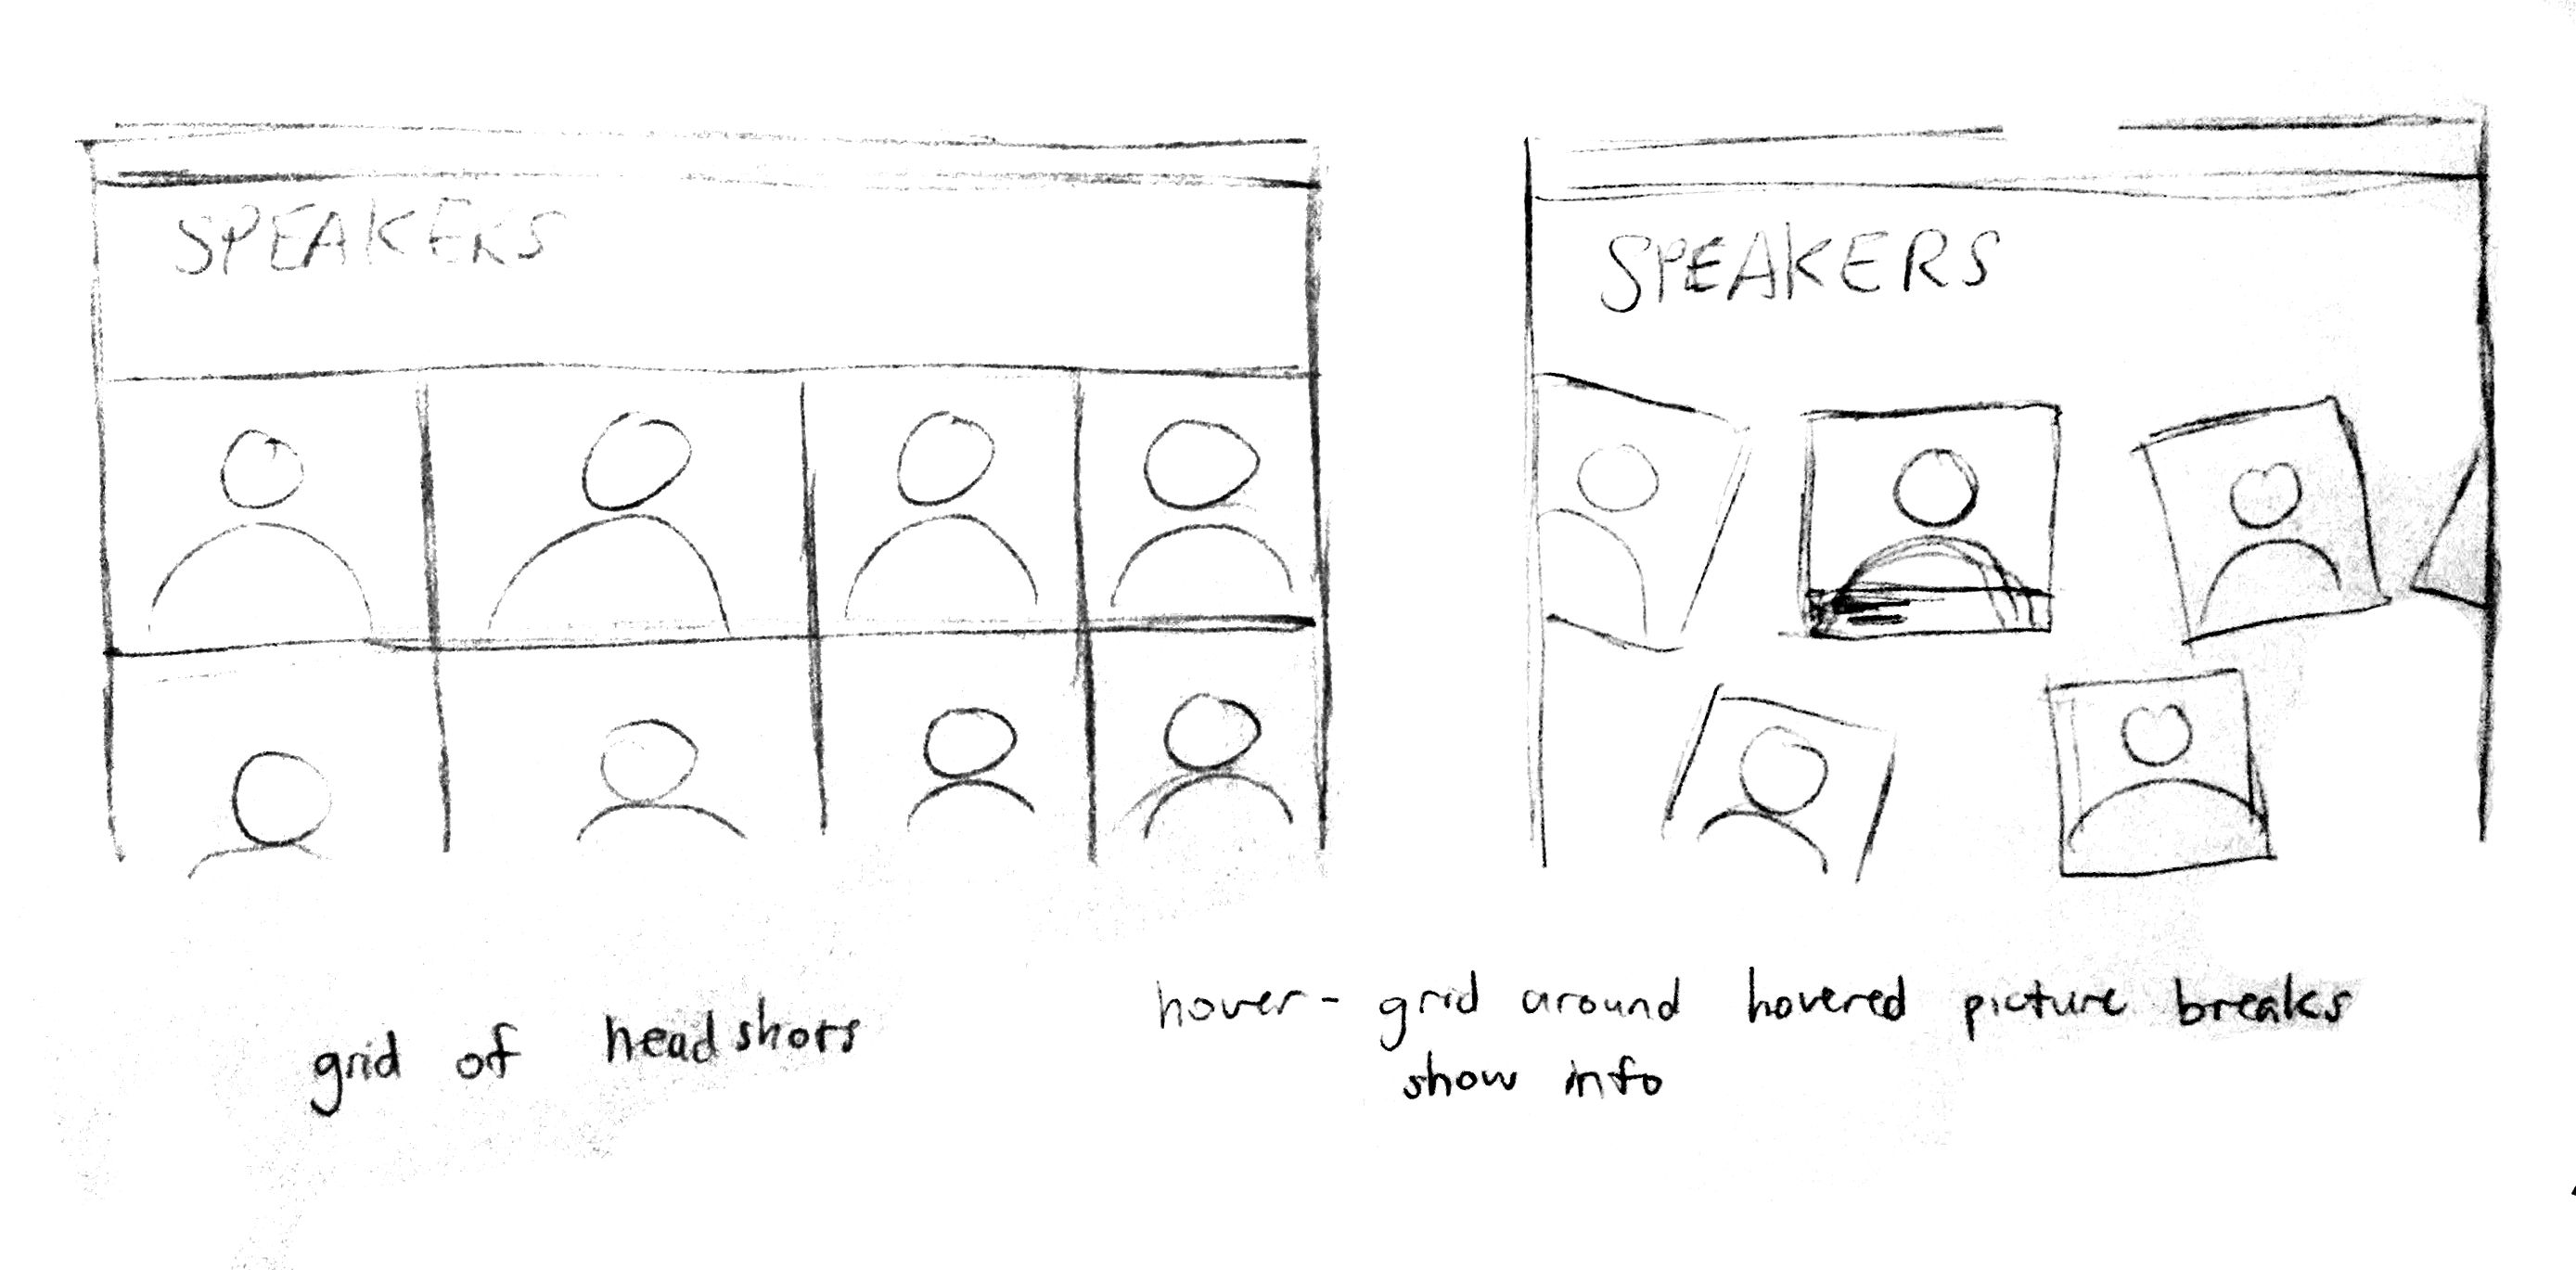 SPEAKERS
SPEAKERS
grid of headshots
hover - grid around hovered picture breaks
show info